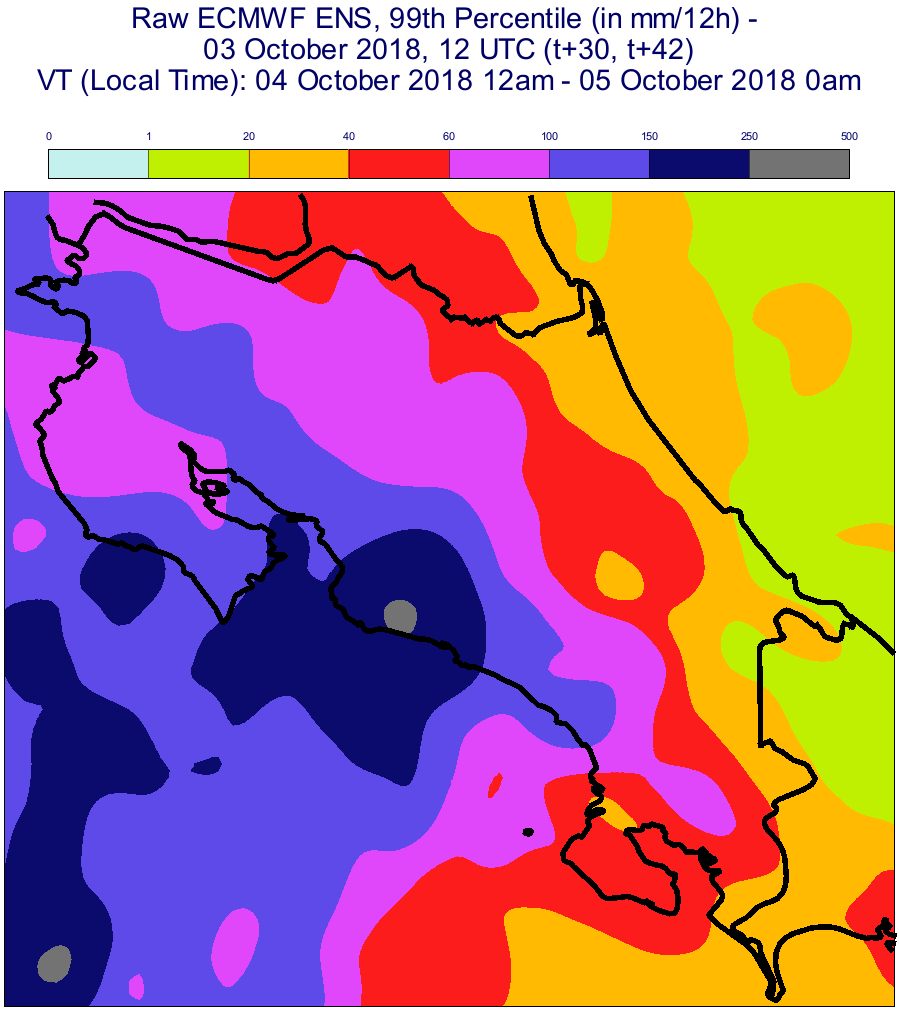 Raw ECMWF ENS, 99th Percentile (in mm/12h) -
03 October 2018, 12 UTC (t+30, t+42)
VT (Local Time): 04 October 2018 12am - 05 October 2018 0am
0 1 20 40 60 100 150 250 500